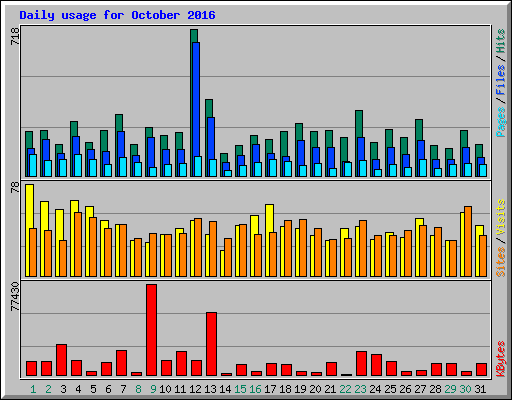 Daily usage for October 2016
718
Pages / Files / Hits
78
Sites / Visits
77430
KBytes
1 2 3 4 5 6 7 8 9 10 11 12 13 14 15 16 17 18 19 20 21 22 23 24 25 26 27 28 29 30 31